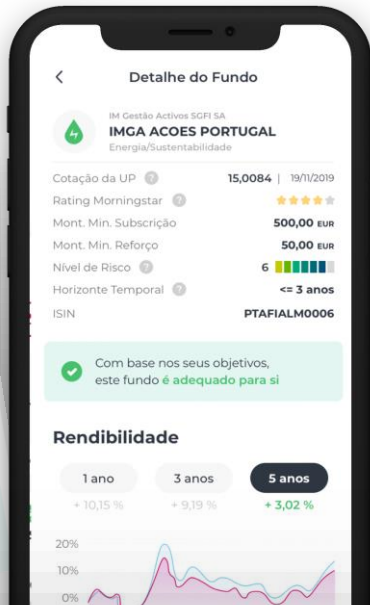 Detalhe do Fundo
IM Gestão Activos SGFI SA
IMGA ACOES PORTUGAL
Energia/Sustentabilidade
Cotação da UP ? 15,0084 | 19/11/2019
Rating Morningstar ?
Mont. Min. Subscrição 500,00 EUR
Mont. Min. Reforço 50,00 EUR
Nível de Risco ? 6
Horizonte Temporal ? <= 3 anos
ISIN PTAFIALM0006
Com base nos seus objetivos,
este fundo é adequado para si
Rendibilidade
1 ano 3 anos 5 anos
+ 10,15 % + 9,19 % + 3,02 %
20%
10%
0%